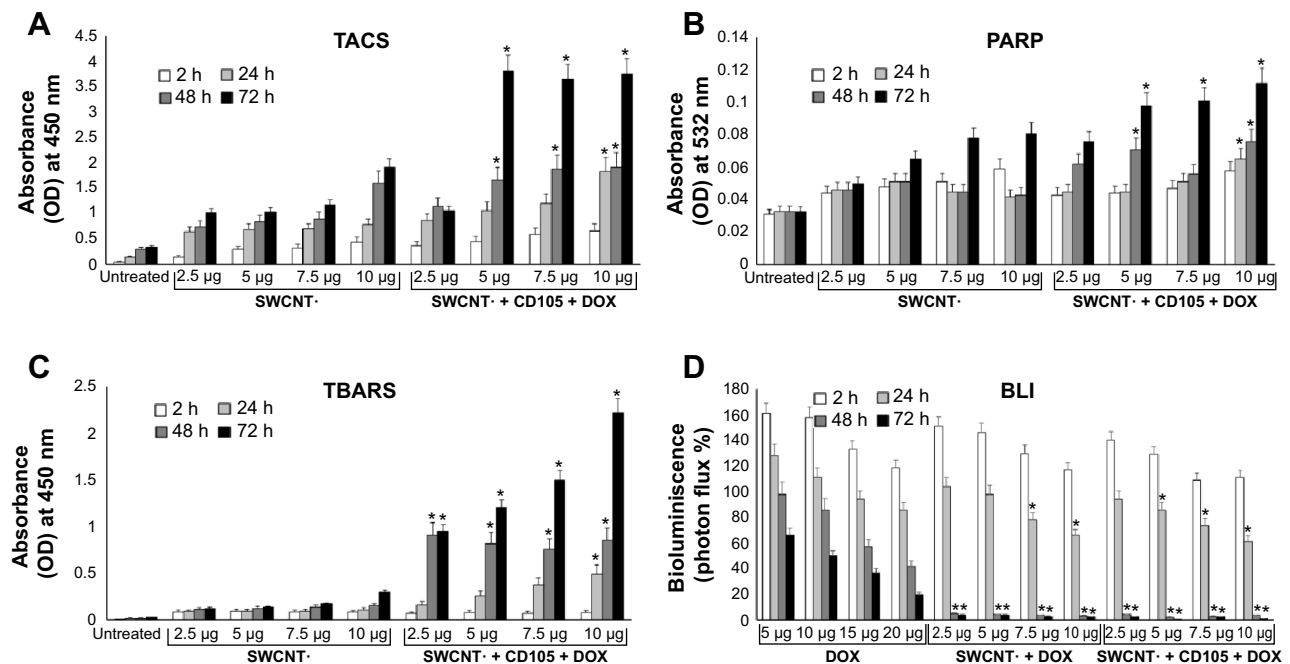 A
TACS
Absorbance
(OD) at 450 nm
4.5
4
3.5
3
2.5
2
1.5
1
0.5
0
2 h 24 h
48 h 72 h
* * *
* * * *
Untreated 2.5 µg 5 µg 7.5 µg 10 µg 2.5 µg 5 µg 7.5 µg 10 µg
SWCNT· SWCNT· + CD105 + DOX
B
PARP
Absorbance
(OD) at 532 nm
0.14
0.12
0.1
0.08
0.06
0.04
0.02
0
2 h 24 h
48 h 72 h
* * *
* * *
Untreated 2.5 µg 5 µg 7.5 µg 10 µg 2.5 µg 5 µg 7.5 µg 10 µg
SWCNT· SWCNT· + CD105 + DOX
C
TBARS
Absorbance
(OD) at 450 nm
2.5
2
1.5
1
0.5
0
2 h 24 h
48 h 72 h
* * * * * * * * *
Untreated 2.5 µg 5 µg 7.5 µg 10 µg 2.5 µg 5 µg 7.5 µg 10 µg
SWCNT· SWCNT· + CD105 + DOX
D
BLI
Bioluminiscence
(photon flux %)
180
160
140
120
100
80
60
40
20
0
2 h 24 h
48 h 72 h
* * * * *
** ** ** ** ** ** ** **
5 µg 10 µg 15 µg 20 µg 2.5 µg 5 µg 7.5 µg 10 µg 2.5 µg 5 µg 7.5 µg 10 µg
DOX SWCNT· + DOX SWCNT· + CD105 + DOX